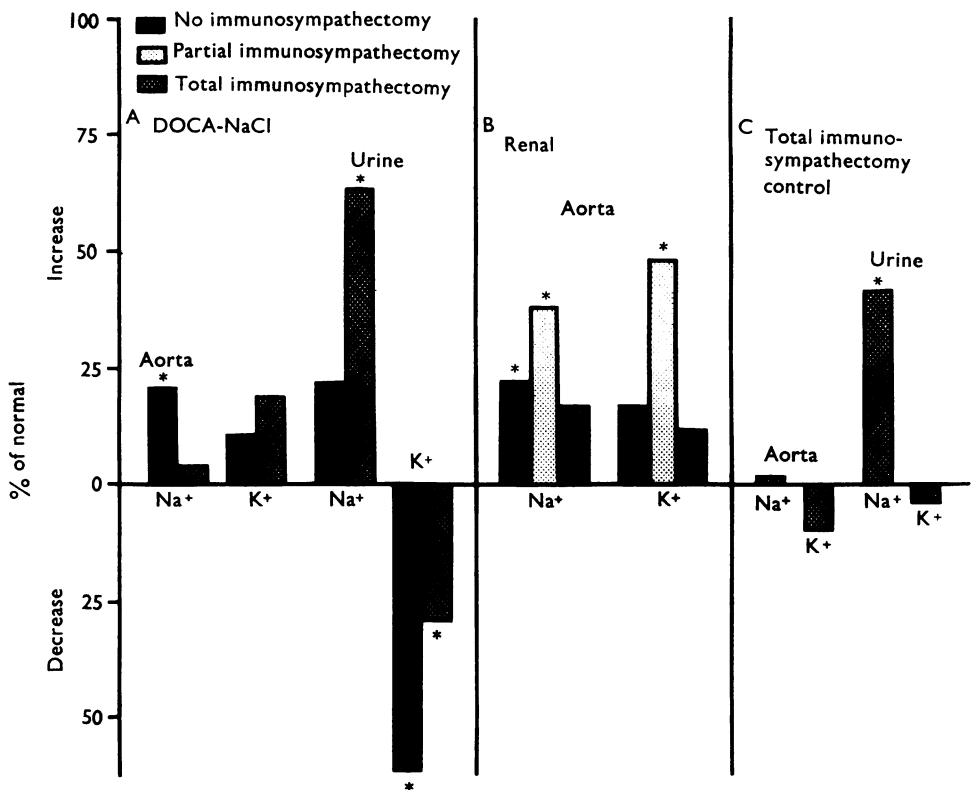 100
75
50
25
0
25
50
% of normal
Increase
Decrease
No immunosympathectomy
Partial immunosympathectomy
Total immunosympathectomy
A DOCA-NaCl
Urine
*
Aorta
*
Na+
K+
Na+
K+
*
*
B
Renal
Aorta
*
*
*
Na+
K+
C Total immuno-
sympathectomy
control
Urine
*
Aorta
Na+
K+
Na+
K+